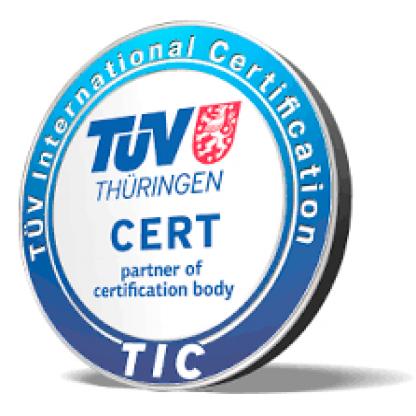 TÜV International Certification
TÜV
THÜRINGEN
CERT
partner of
certification body
TIC